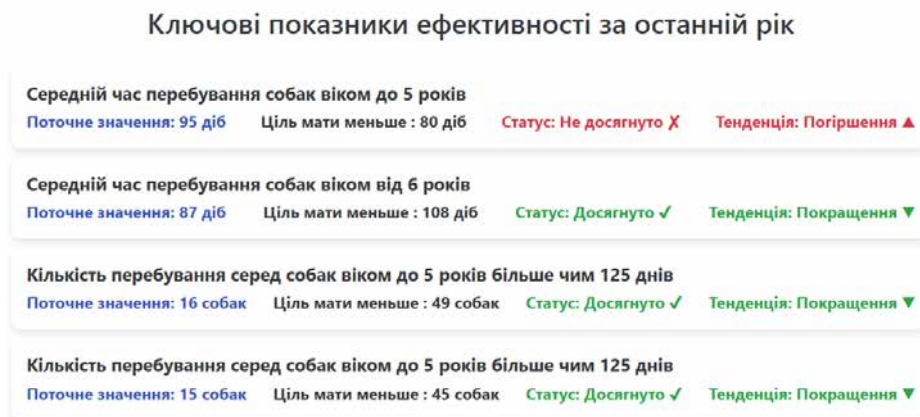 Ключові показники ефективності за останній рік
Середній час перебування собак віком до 5 років
Поточне значення: 95 діб Ціль мати меньше : 80 діб Статус: Не досягнуто ✗ Тенденція: Погіршення ▲
Середній час перебування собак віком від 6 років
Поточне значення: 87 діб Ціль мати меньше : 108 діб Статус: Досягнуто ✓ Тенденція: Покращення ▼
Кількість перебування серед собак віком до 5 років більше чим 125 днів
Поточне значення: 16 собак Ціль мати меньше : 49 собак Статус: Досягнуто ✓ Тенденція: Покращення ▼
Кількість перебування серед собак віком до 5 років більше чим 125 днів
Поточне значення: 15 собак Ціль мати меньше : 45 собак Статус: Досягнуто ✓ Тенденція: Покращення ▼